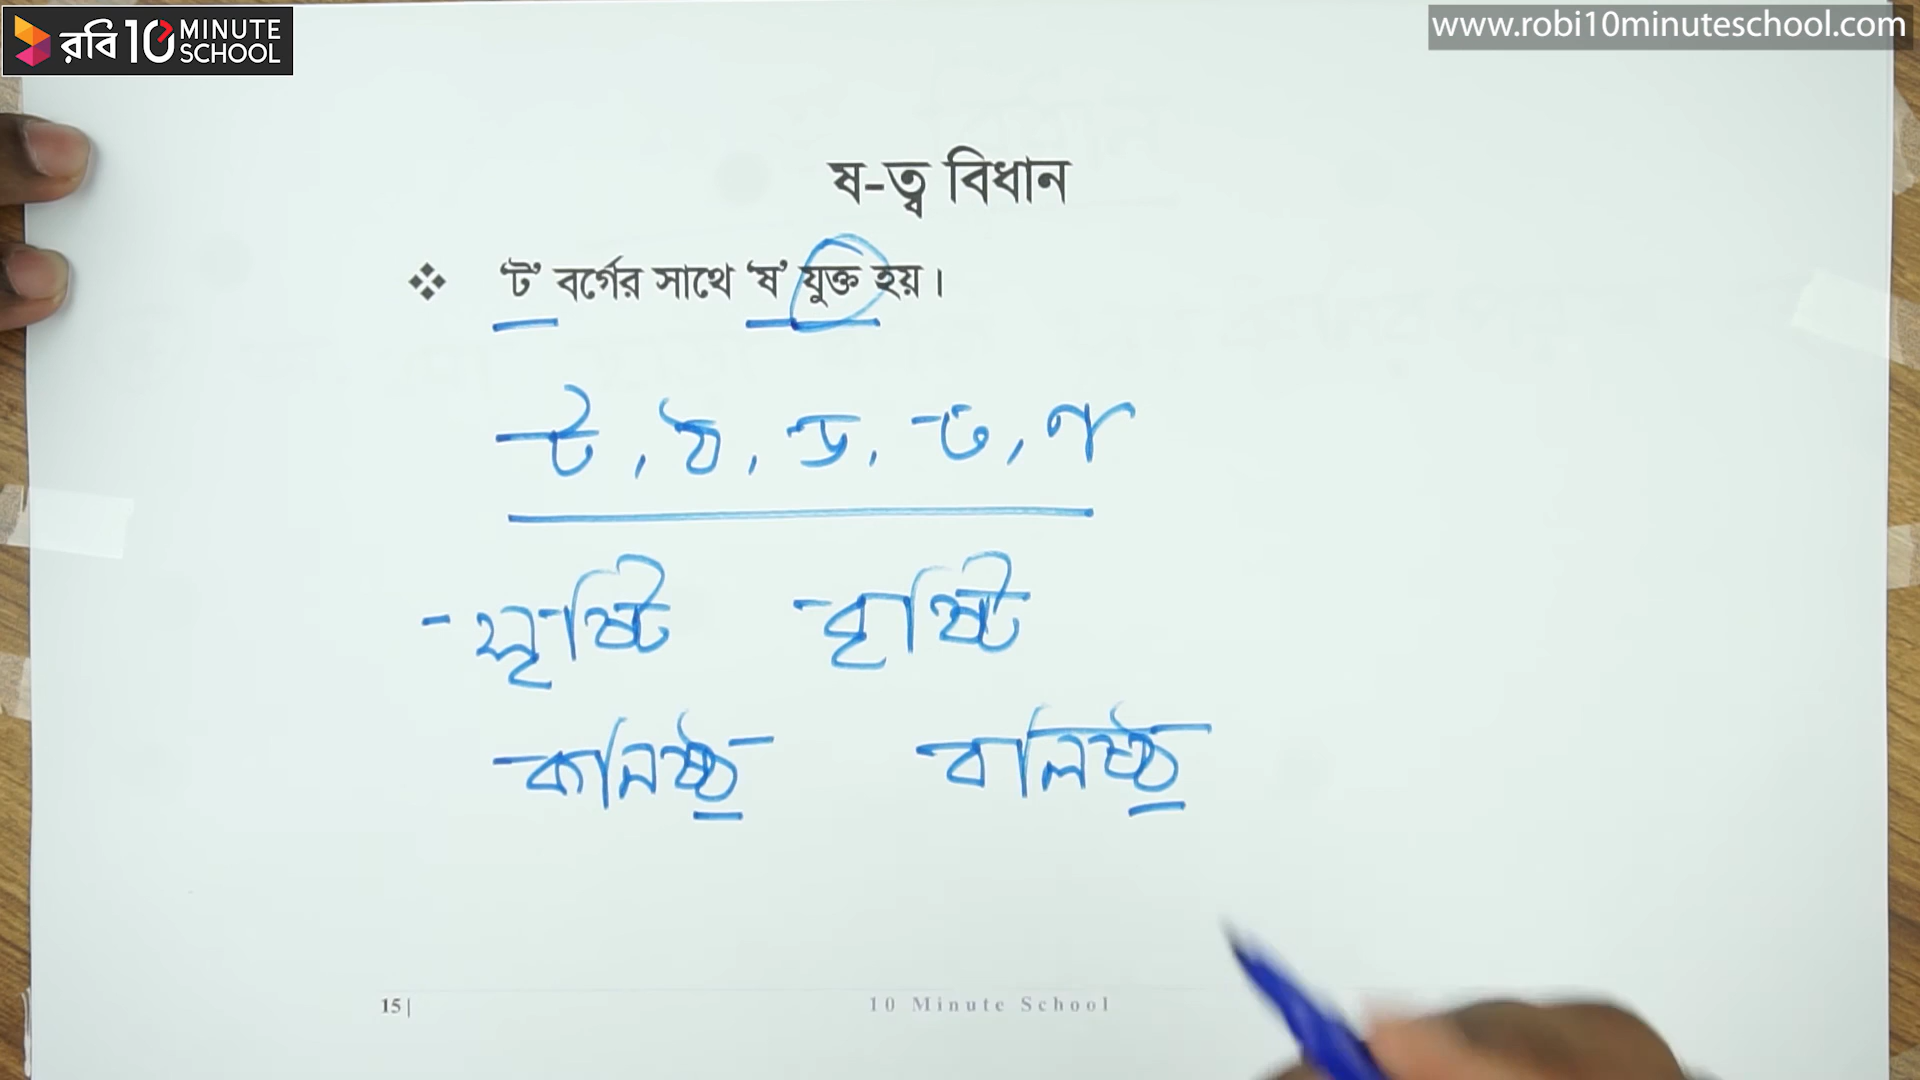 রবি 10 MINUTE SCHOOL
www.robi10minuteschool.com
ষ-ত্ব বিধান
❖ ‘ট’ বর্গের সাথে ‘ষ’ যুক্ত হয়।
ট, ঠ, ড, ঢ, ণ
সৃষ্টি বৃষ্টি
কনিষ্ঠ বলিষ্ঠ
15| 10 Minute School